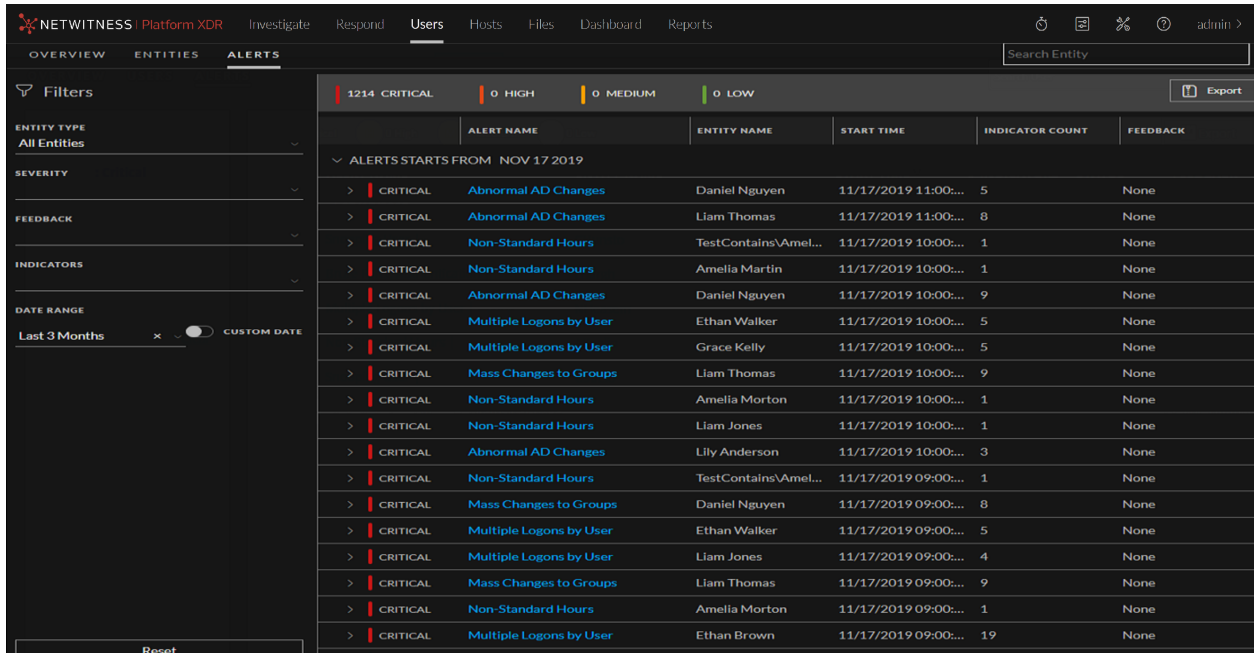 NETWITNESS | Platform XDR Investigate Respond Users Hosts Files Dashboard Reports admin >
OVERVIEW ENTITIES ALERTS Search Entity
Filters
1214 CRITICAL 0 HIGH 0 MEDIUM 0 LOW Export
ENTITY TYPE
All Entities
SEVERITY
FEEDBACK
INDICATORS
DATE RANGE
Last 3 Months × CUSTOM DATE
Reset
ALERT NAME ENTITY NAME START TIME INDICATOR COUNT FEEDBACK
ALERTS STARTS FROM NOV 17 2019
CRITICAL Abnormal AD Changes Daniel Nguyen 11/17/2019 11:00:... 5 None
CRITICAL Abnormal AD Changes Liam Thomas 11/17/2019 11:00:... 8 None
CRITICAL Non-Standard Hours TestContains\Amel... 11/17/2019 10:00:... 1 None
CRITICAL Non-Standard Hours Amelia Martin 11/17/2019 10:00:... 1 None
CRITICAL Abnormal AD Changes Daniel Nguyen 11/17/2019 10:00:... 9 None
CRITICAL Multiple Logons by User Ethan Walker 11/17/2019 10:00:... 5 None
CRITICAL Multiple Logons by User Grace Kelly 11/17/2019 10:00:... 5 None
CRITICAL Mass Changes to Groups Liam Thomas 11/17/2019 10:00:... 9 None
CRITICAL Non-Standard Hours Amelia Morton 11/17/2019 10:00:... 1 None
CRITICAL Non-Standard Hours Liam Jones 11/17/2019 10:00:... 1 None
CRITICAL Abnormal AD Changes Lily Anderson 11/17/2019 10:00:... 3 None
CRITICAL Non-Standard Hours TestContains\Amel... 11/17/2019 09:00:... 1 None
CRITICAL Mass Changes to Groups Daniel Nguyen 11/17/2019 09:00:... 8 None
CRITICAL Multiple Logons by User Ethan Walker 11/17/2019 09:00:... 5 None
CRITICAL Multiple Logons by User Liam Jones 11/17/2019 09:00:... 4 None
CRITICAL Mass Changes to Groups Liam Thomas 11/17/2019 09:00:... 9 None
CRITICAL Non-Standard Hours Amelia Morton 11/17/2019 09:00:... 1 None
CRITICAL Multiple Logons by User Ethan Brown 11/17/2019 09:00:... 19 None